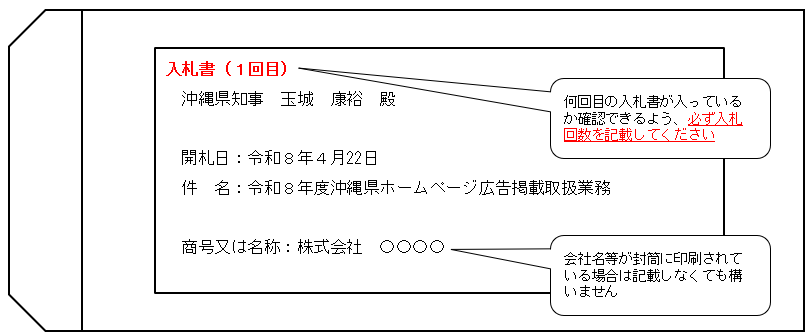 入札書（１回目）
沖縄県知事　玉城　康裕　殿
何回目の入札書が入っている
か確認できるよう、必ず入札
回数を記載してください
開札日：令和８年４月22日
件　名：令和８年度沖縄県ホームページ広告掲載取扱業務
商号又は名称：株式会社　〇〇〇〇
会社名等が封筒に印刷されて
いる場合は記載しなくても構
いません